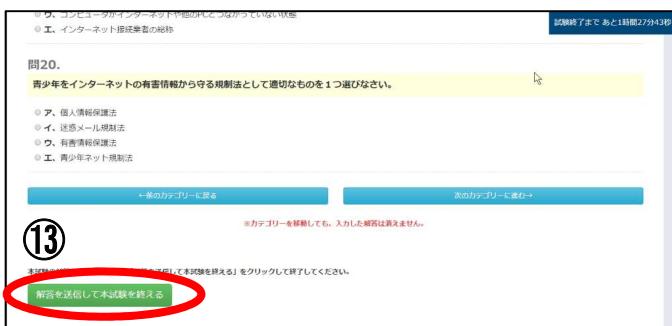 ウ、コンピュータがインターネットや他のPCとつながっていない状態
試験終了まで あと1時間27分43秒
エ、インターネット接続業者の総称
問20.
青少年をインターネットの有害情報から守る規制法として適切なものを1つ選びなさい。
ア、個人情報保護法
イ、迷惑メール規制法
ウ、有害情報保護法
エ、青少年ネット規制法
←前のカテゴリーに戻る
次のカテゴリーに進む→
※カテゴリーを移動しても、入力した解答は消えません。
⑬
を送信して本試験を終える」をクリックして終了してください。
解答を送信して本試験を終える